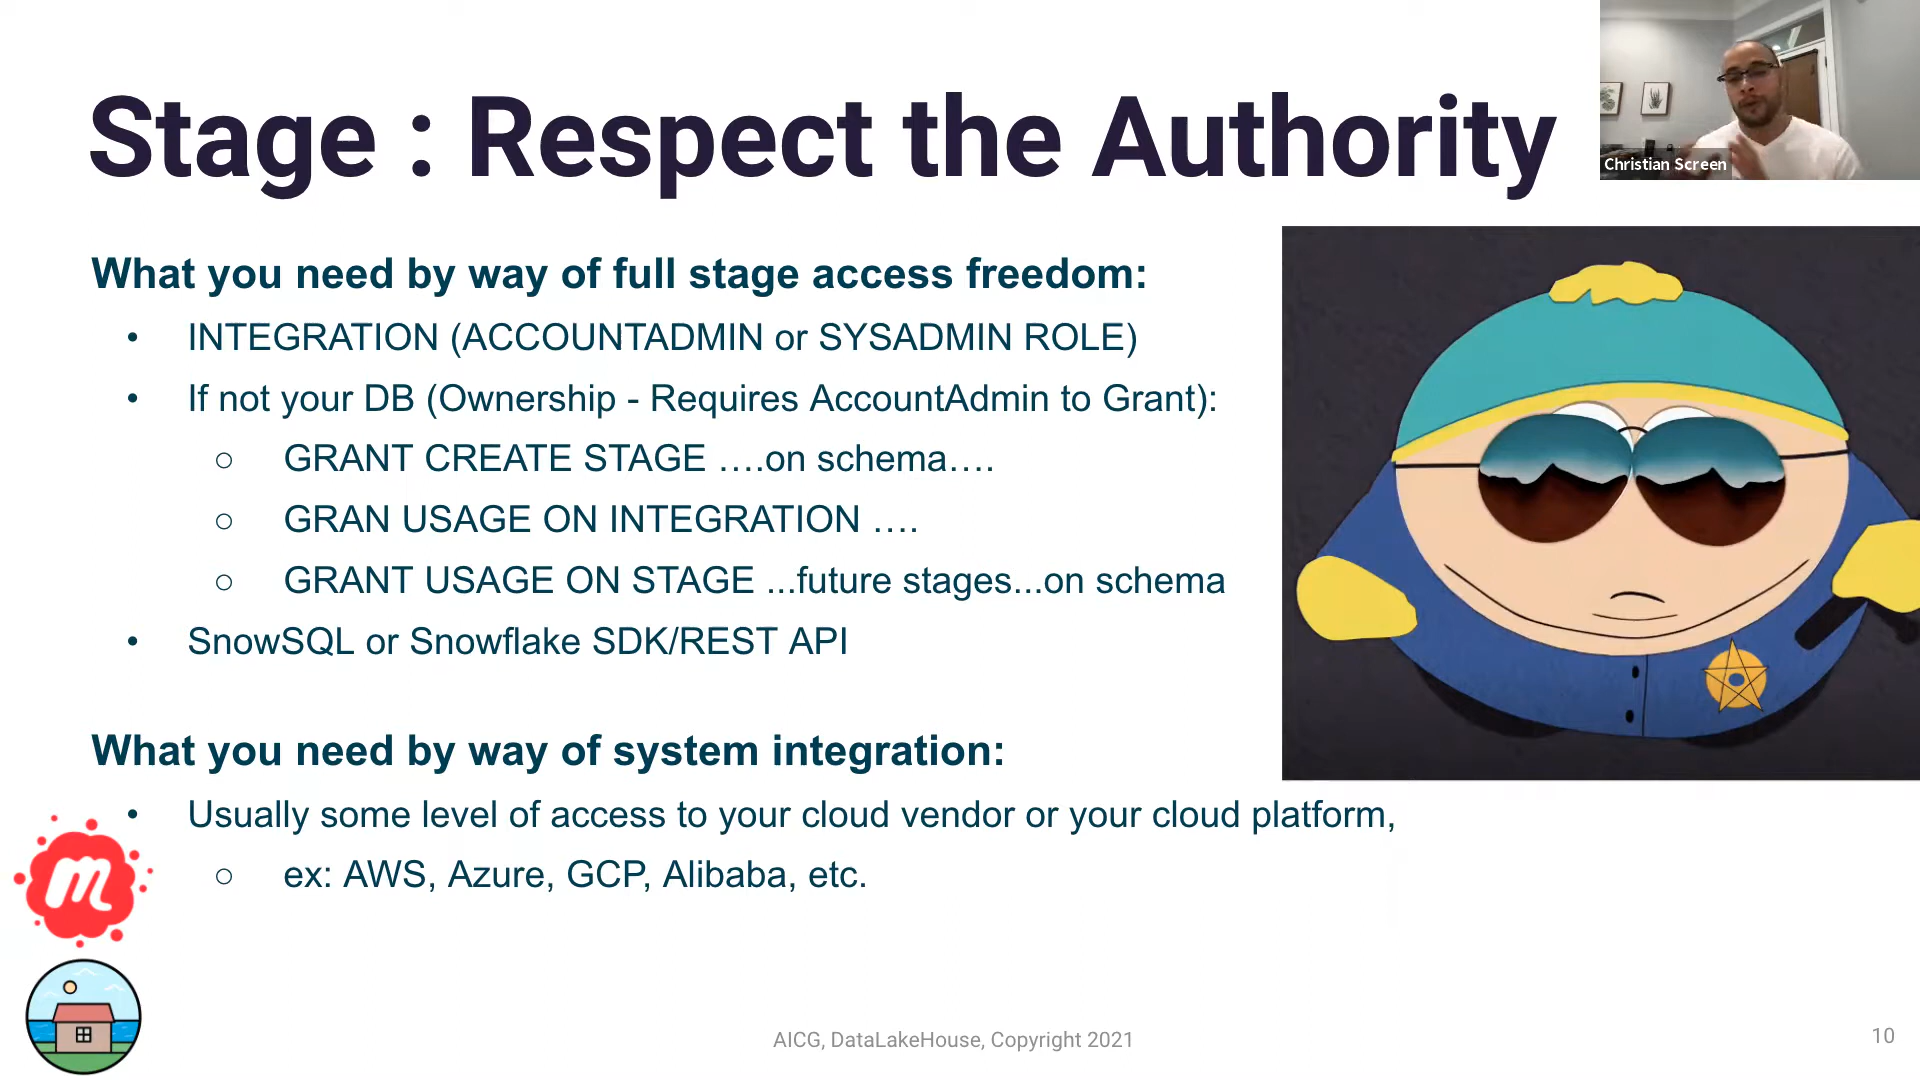 Stage : Respect the Authority
Christian Screen
What you need by way of full stage access freedom:
• INTEGRATION (ACCOUNTADMIN or SYSADMIN ROLE)
• If not your DB (Ownership - Requires AccountAdmin to Grant):
○ GRANT CREATE STAGE ….on schema….
○ GRAN USAGE ON INTEGRATION ….
○ GRANT USAGE ON STAGE ...future stages...on schema
• SnowSQL or Snowflake SDK/REST API
What you need by way of system integration:
• Usually some level of access to your cloud vendor or your cloud platform,
○ ex: AWS, Azure, GCP, Alibaba, etc.
m
AICG, DataLakeHouse, Copyright 2021
10